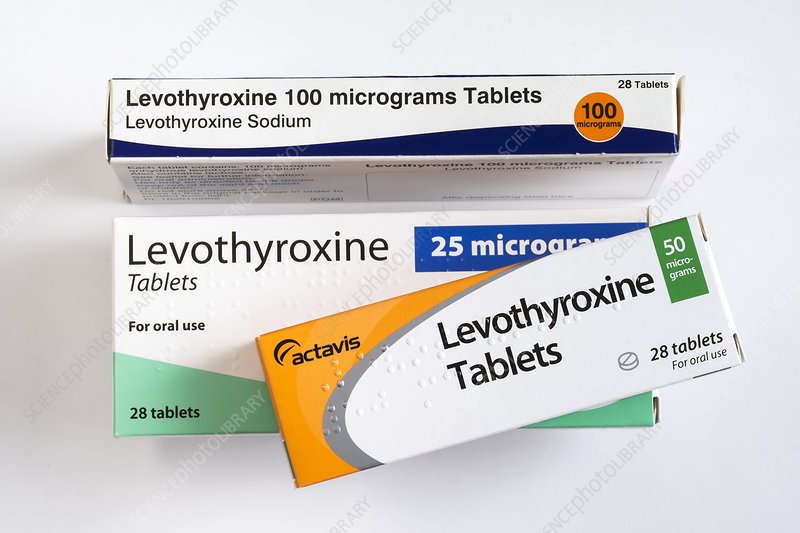 28 Tablets
Levothyroxine 100 micrograms Tablets
Levothyroxine Sodium
100
micrograms
Levothyroxine 100 micrograms Tablets
Levothyroxine Sodium
Levothyroxine
Tablets
25 microgra
For oral use
28 tablets
50
micro-
grams
actavis
Levothyroxine
Tablets
28 tablets
For oral use
SCIENCEphotoLIBRARY